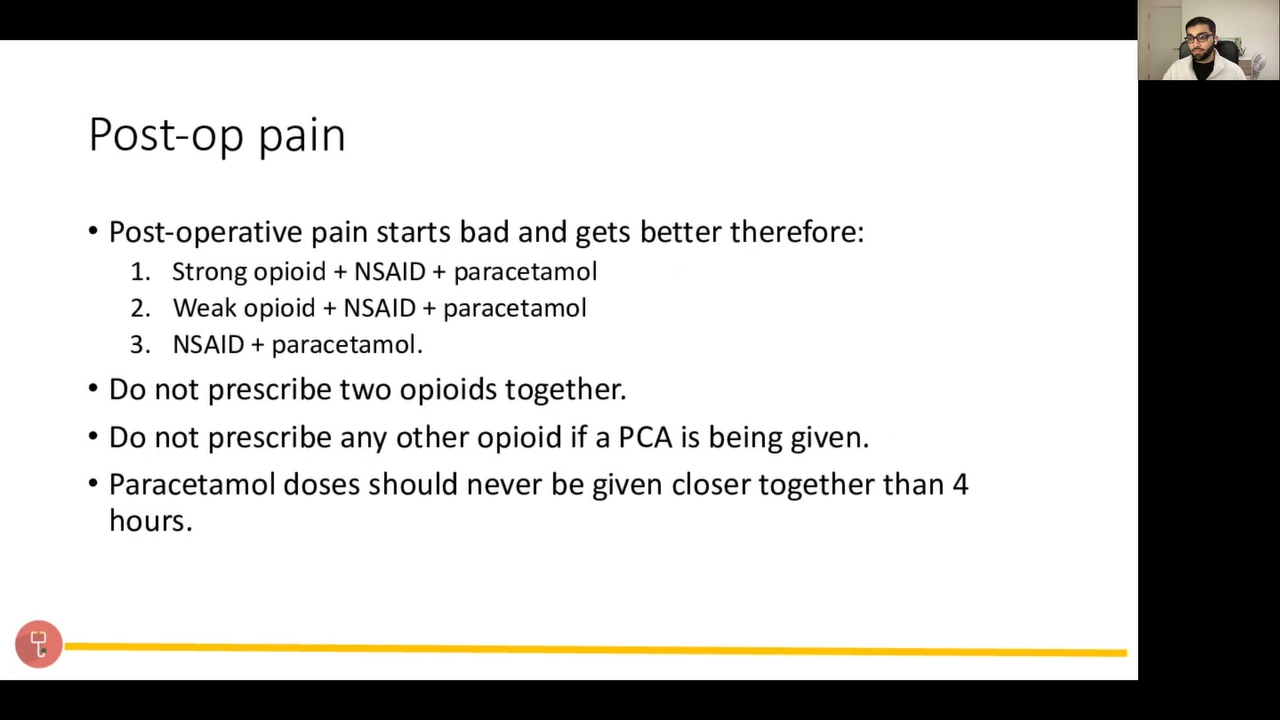 Post-op pain
• Post-operative pain starts bad and gets better therefore:
1. Strong opioid + NSAID + paracetamol
2. Weak opioid + NSAID + paracetamol
3. NSAID + paracetamol.
• Do not prescribe two opioids together.
• Do not prescribe any other opioid if a PCA is being given.
• Paracetamol doses should never be given closer together than 4
hours.